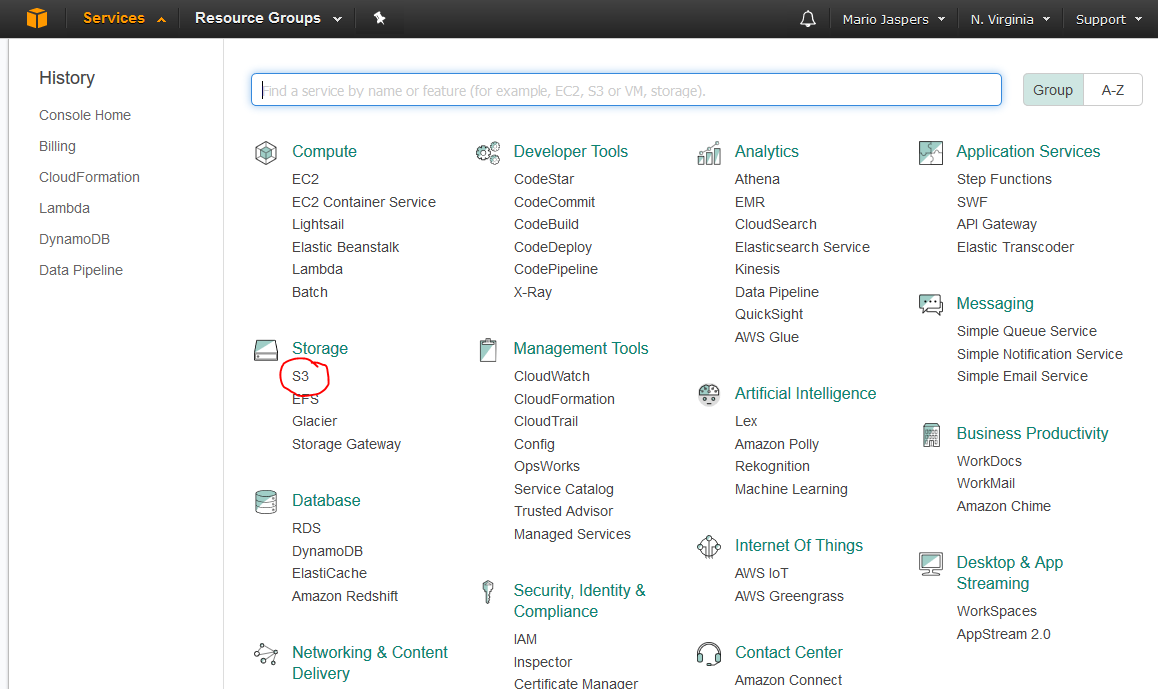 Services
Resource Groups
Mario Jaspers
N. Virginia
Support
History
Console Home
Billing
CloudFormation
Lambda
DynamoDB
Data Pipeline
Find a service by name or feature (for example, EC2, S3 or VM, storage).
Group
A-Z
Compute
EC2
EC2 Container Service
Lightsail
Elastic Beanstalk
Lambda
Batch
Storage
S3
EFS
Glacier
Storage Gateway
Database
RDS
DynamoDB
ElastiCache
Amazon Redshift
Networking & Content
Delivery
Developer Tools
CodeStar
CodeCommit
CodeBuild
CodeDeploy
CodePipeline
X-Ray
Management Tools
CloudWatch
CloudFormation
CloudTrail
Config
OpsWorks
Service Catalog
Trusted Advisor
Managed Services
Security, Identity &
Compliance
IAM
Inspector
Certificate Manager
Analytics
Athena
EMR
CloudSearch
Elasticsearch Service
Kinesis
Data Pipeline
QuickSight
AWS Glue
Artificial Intelligence
Lex
Amazon Polly
Rekognition
Machine Learning
Internet Of Things
AWS IoT
AWS Greengrass
Contact Center
Amazon Connect
Application Services
Step Functions
SWF
API Gateway
Elastic Transcoder
Messaging
Simple Queue Service
Simple Notification Service
Simple Email Service
Business Productivity
WorkDocs
WorkMail
Amazon Chime
Desktop & App
Streaming
WorkSpaces
AppStream 2.0